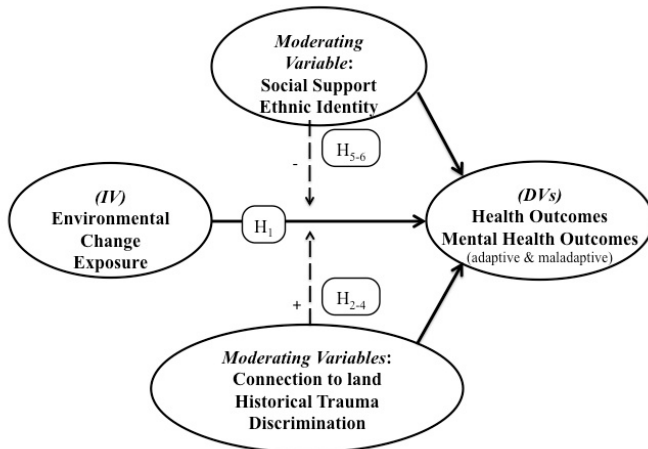 Moderating
Variable:
Social Support
Ethnic Identity
-
H5-6
(IV)
Environmental
Change
Exposure
H1
(DVs)
Health Outcomes
Mental Health Outcomes
(adaptive & maladaptive)
+
H2-4
Moderating Variables:
Connection to land
Historical Trauma
Discrimination